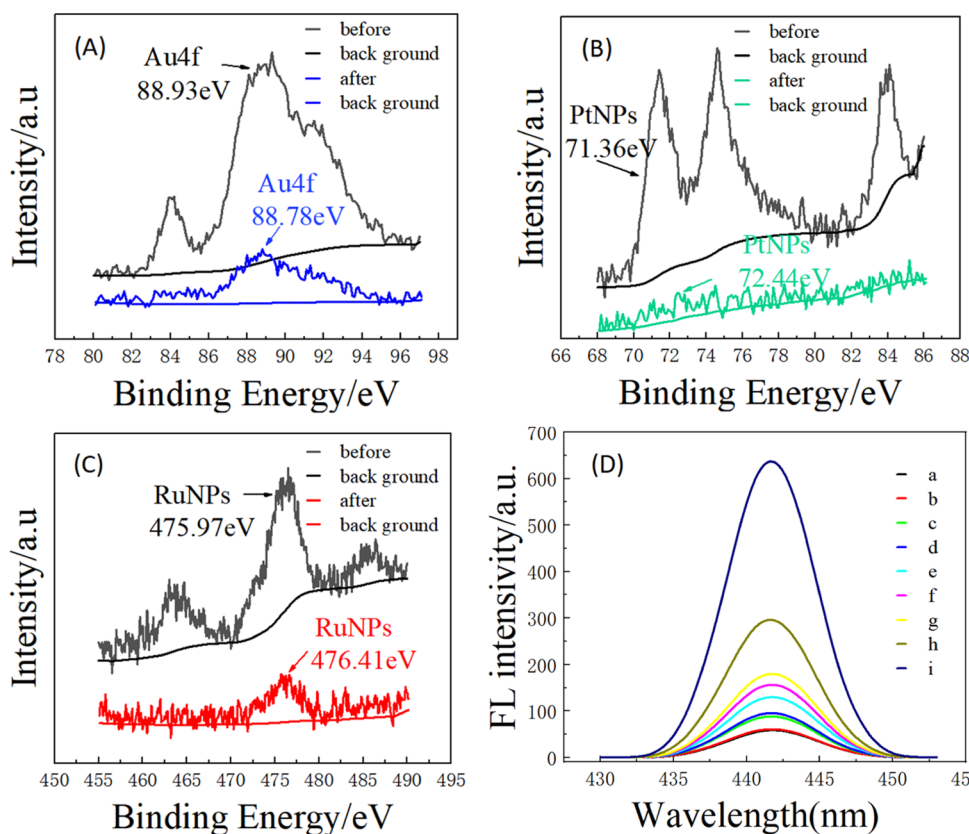 (A)
Au4f
88.93eV
before
back ground
after
back ground
Au4f
88.78eV
Intensity/a.u
78 80 82 84 86 88 90 92 94 96 98
Binding Energy/eV
(B)
before
back ground
after
back ground
PtNPs
71.36eV
PtNPs
72.44eV
Intensity/a.u
66 68 70 72 74 76 78 80 82 84 86
Binding Energy/eV
(C)
before
back ground
after
back ground
RuNPs
475.97eV
RuNPs
476.41eV
Intensity/a.u
450 455 460 465 470 475 480 485 490 495
Binding Energy/eV
(D)
a
b
c
d
e
f
g
h
i
FL intensivity/a.u.
700
600
500
400
300
200
100
0
430 435 440 445 450 45
Wavelength(nm)